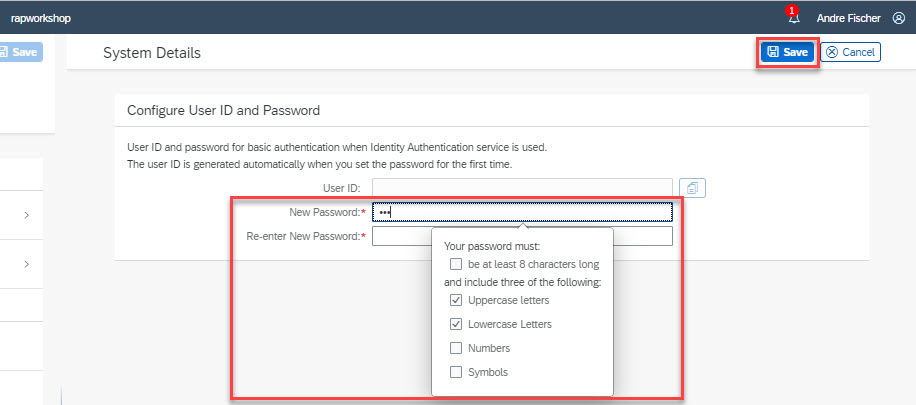 rapworkshop
1
Andre Fischer
Save
System Details
Save
Cancel
Configure User ID and Password
User ID and password for basic authentication when Identity Authentication service is used.
The user ID is generated automatically when you set the password for the first time.
User ID:
New Password:*
•••
Re-enter New Password:*
Your password must:
be at least 8 characters long
and include three of the following:
Uppercase letters
Lowercase Letters
Numbers
Symbols